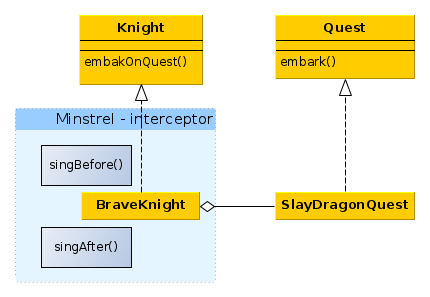 Knight
embakOnQuest()
Quest
embark()
Minstrel - interceptor
singBefore()
BraveKnight
SlayDragonQuest
singAfter()